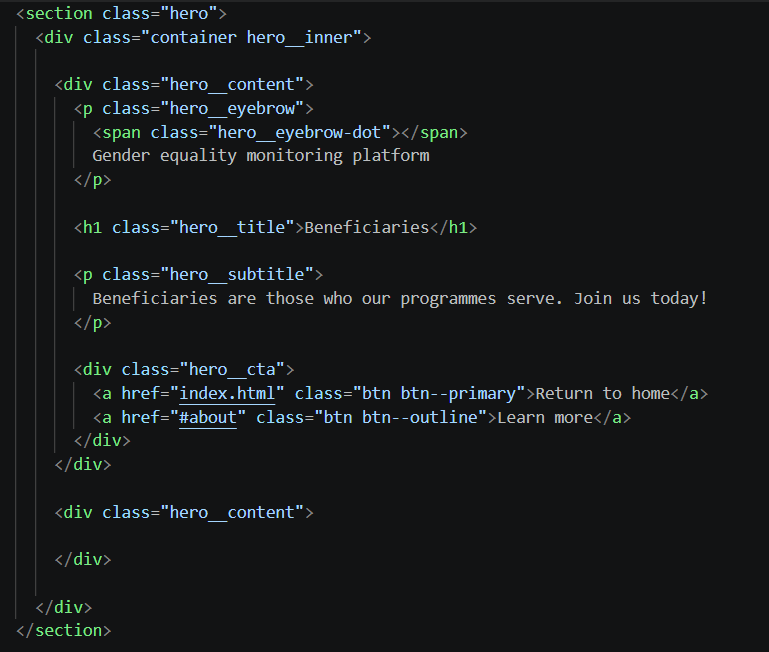 <section class="hero">
<div class="container hero__inner">
<div class="hero__content">
<p class="hero__eyebrow">
<span class="hero__eyebrow-dot"></span>
Gender equality monitoring platform
</p>
<h1 class="hero__title">Beneficiaries</h1>
<p class="hero__subtitle">
Beneficiaries are those who our programmes serve. Join us today!
</p>
<div class="hero__cta">
<a href="index.html" class="btn btn--primary">Return to home</a>
<a href="#about" class="btn btn--outline">Learn more</a>
</div>
</div>
<div class="hero__content">
</div>
</div>
</section>